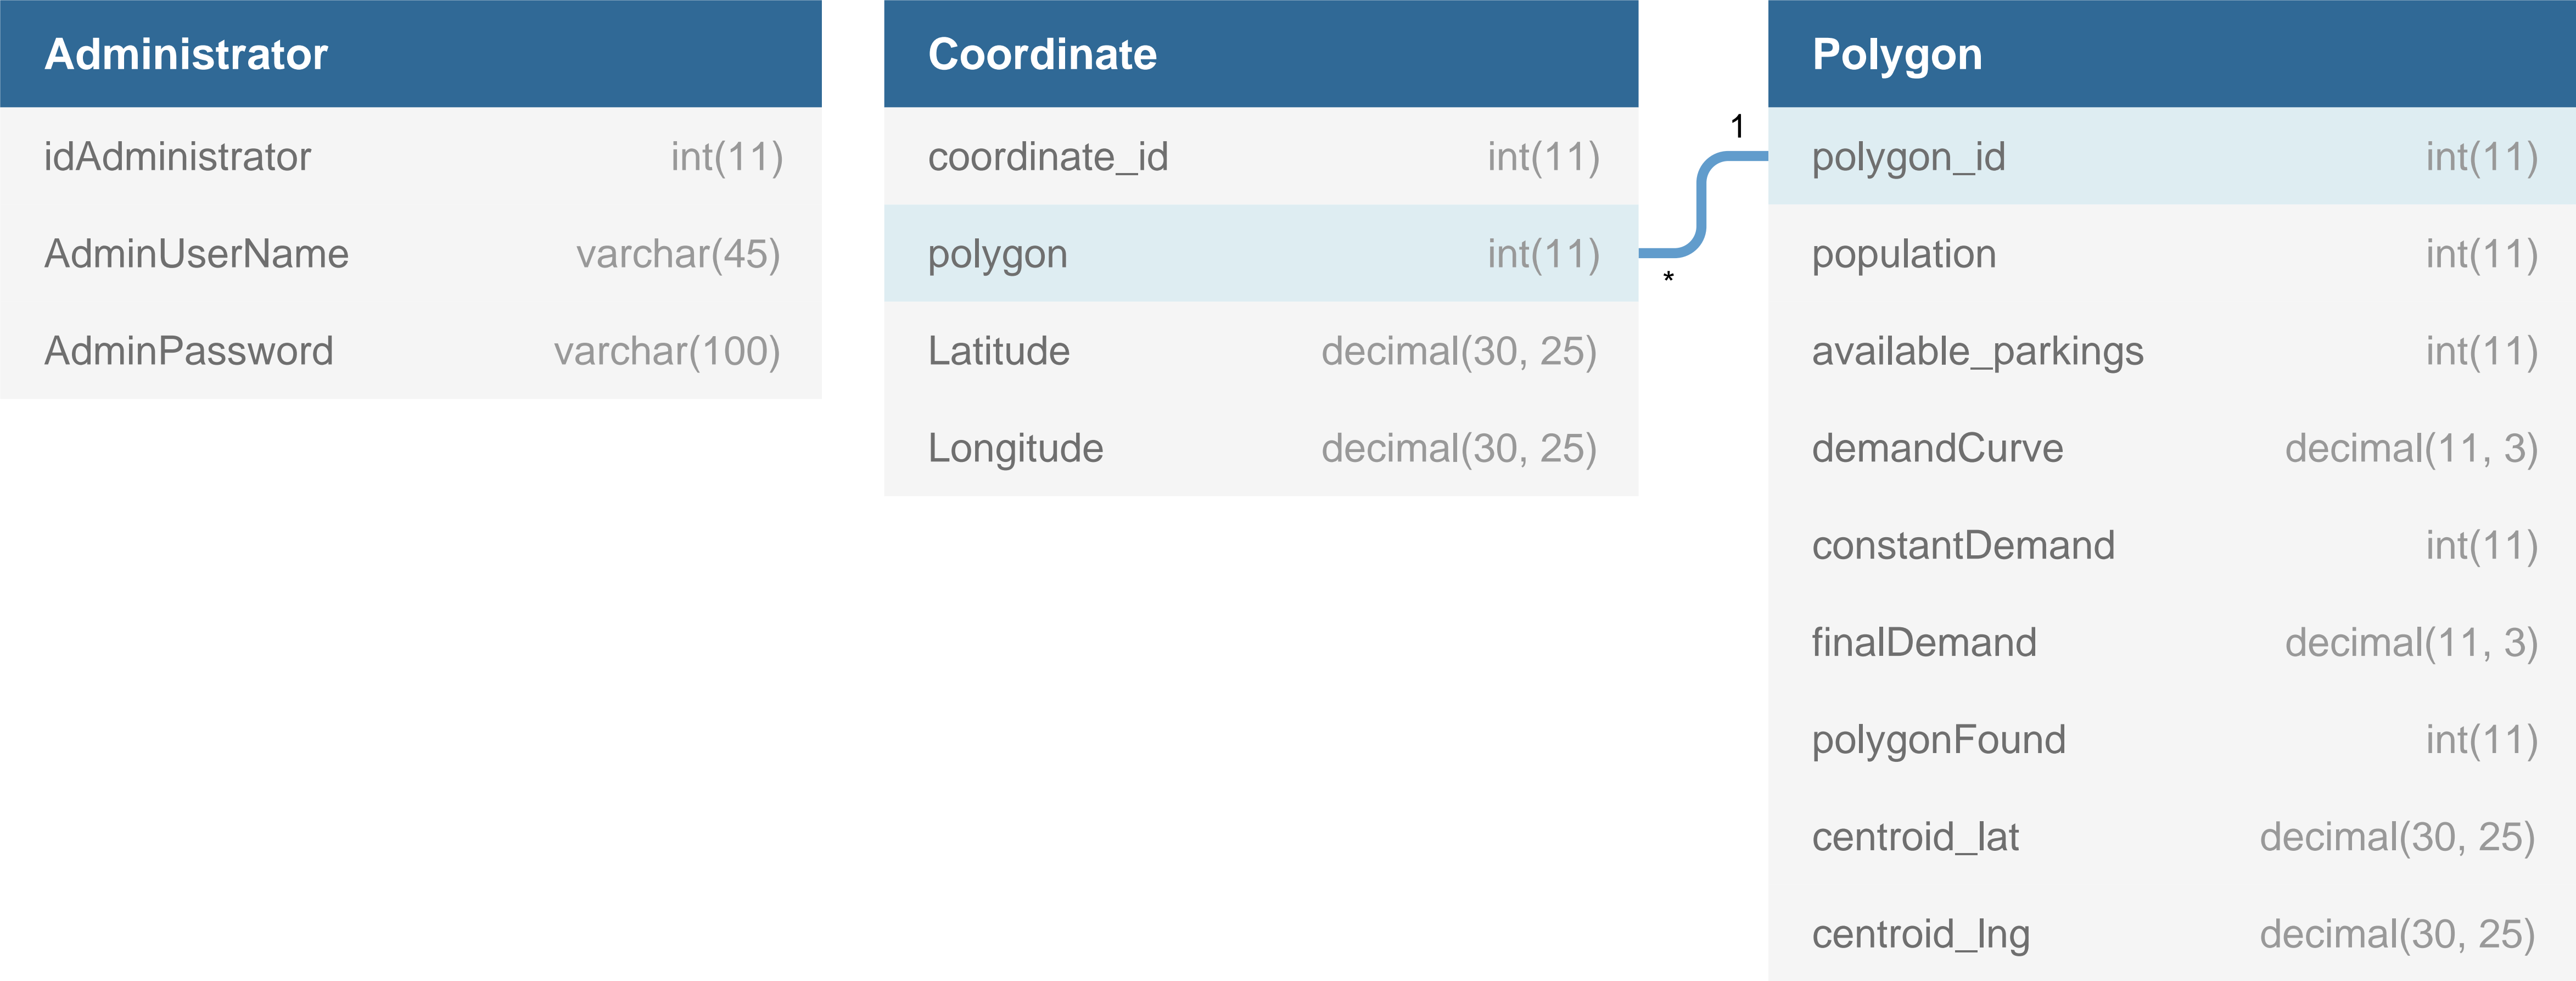 Administrator
idAdministrator int(11)
AdminUserName varchar(45)
AdminPassword varchar(100)
Coordinate
coordinate_id int(11)
polygon int(11)
Latitude decimal(30, 25)
Longitude decimal(30, 25)
1
*
Polygon
polygon_id int(11)
population int(11)
available_parkings int(11)
demandCurve decimal(11, 3)
constantDemand int(11)
finalDemand decimal(11, 3)
polygonFound int(11)
centroid_lat decimal(30, 25)
centroid_lng decimal(30, 25)